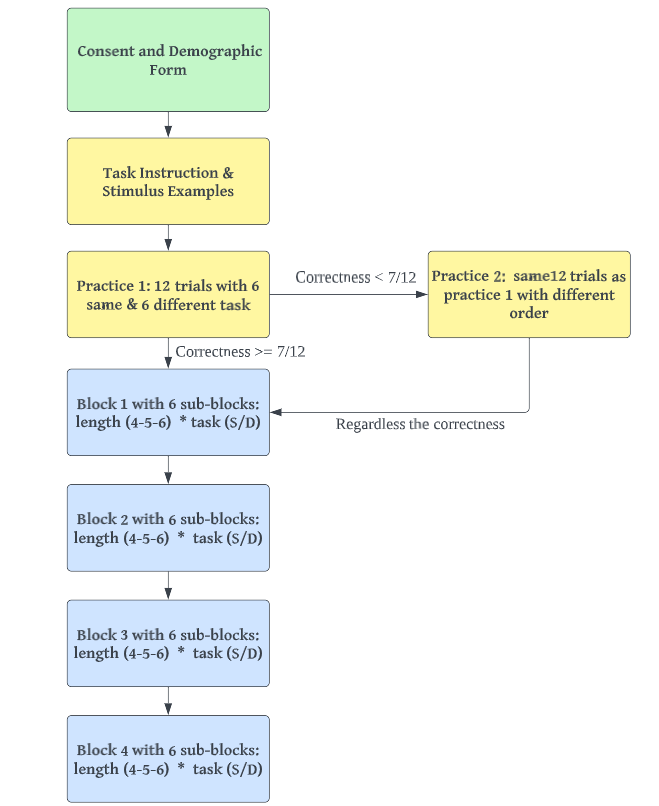 Consent and Demographic
Form
Task Instruction &
Stimulus Examples
Practice 1: 12 trials with 6
same & 6 different task
Correctness < 7/12
Practice 2:  same12 trials as
practice 1 with different
order
Correctness >= 7/12
Block 1 with 6 sub-blocks:
length (4-5-6)  * task (S/D)
Regardless the correctness
Block 2 with 6 sub-blocks:
length (4-5-6)  *  task (S/D)
Block 3 with 6 sub-blocks:
length (4-5-6)  *  task (S/D)
Block 4 with 6 sub-blocks:
length (4-5-6)  *  task (S/D)